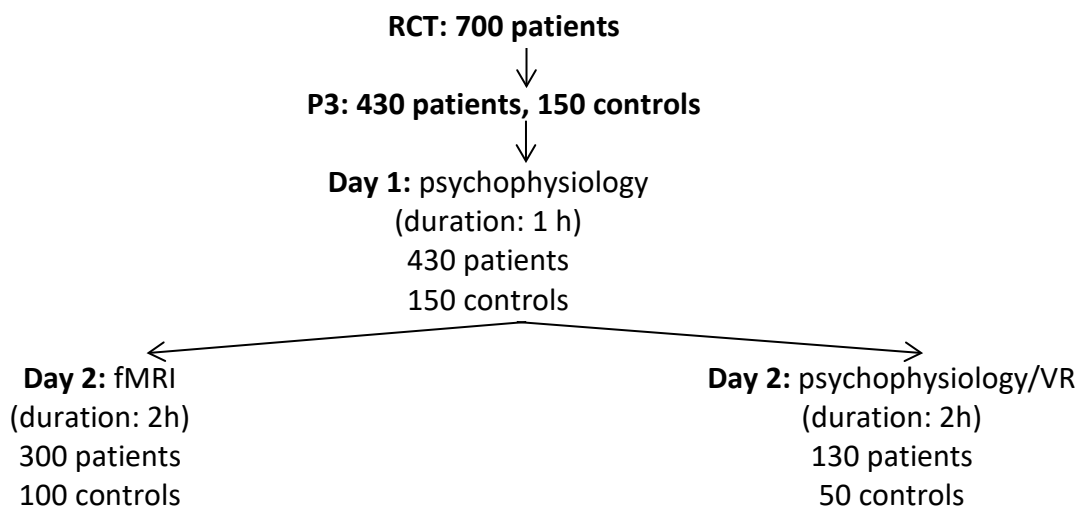 RCT: 700 patients
P3: 430 patients, 150 controls
Day 1: psychophysiology
(duration: 1 h)
430 patients
150 controls
Day 2: fMRI
(duration: 2h)
300 patients
100 controls
Day 2: psychophysiology/VR
(duration: 2h)
130 patients
50 controls